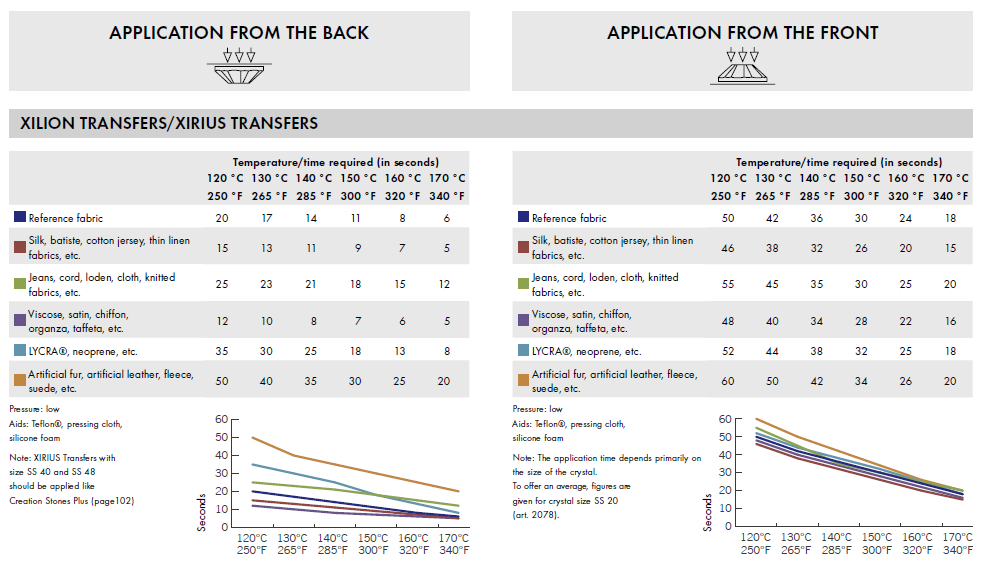 APPLICATION FROM THE BACK
APPLICATION FROM THE FRONT
XILION TRANSFERS/XIRIUS TRANSFERS
Temperature/time required (in seconds)
120 °C 130 °C 140 °C 150 °C 160 °C 170 °C
250 °F 265 °F 285 °F 300 °F 320 °F 340 °F
Reference fabric 20 17 14 11 8 6
Silk, batiste, cotton jersey, thin linen
fabrics, etc. 15 13 11 9 7 5
Jeans, cord, loden, cloth, knitted
fabrics, etc. 25 23 21 18 15 12
Viscose, satin, chiffon,
organza, taffeta, etc. 12 10 8 7 6 5
LYCRA®, neoprene, etc. 35 30 25 18 13 8
Artificial fur, artificial leather, fleece,
suede, etc. 50 40 35 30 25 20
Pressure: low
Aids: Teflon®, pressing cloth,
silicone foam
Note: XIRIUS Transfers with
size SS 40 and SS 48
should be applied like
Creation Stones Plus (page102)
Seconds
60
50
40
30
20
10
0
120°C 130°C 140°C 150°C 160°C 170°C
250°F 265°F 285°F 300°F 320°F 340°F
Temperature/time required (in seconds)
120 °C 130 °C 140 °C 150 °C 160 °C 170 °C
250 °F 265 °F 285 °F 300 °F 320 °F 340 °F
Reference fabric 50 42 36 30 24 18
Silk, batiste, cotton jersey, thin linen
fabrics, etc. 46 38 32 26 20 15
Jeans, cord, loden, cloth, knitted
fabrics, etc. 55 45 35 30 25 20
Viscose, satin, chiffon,
organza, taffeta, etc. 48 40 34 28 22 16
LYCRA®, neoprene, etc. 52 44 38 32 25 18
Artificial fur, artificial leather, fleece,
suede, etc. 60 50 42 34 26 20
Pressure: low
Aids: Teflon®, pressing cloth,
silicone foam
Note: The application time depends primarily on
the size of the crystal.
To offer an average, figures are
given for crystal size SS 20
(art. 2078).
Seconds
60
50
40
30
20
10
0
120°C 130°C 140°C 150°C 160°C 170°C
250°F 265°F 285°F 300°F 320°F 340°F